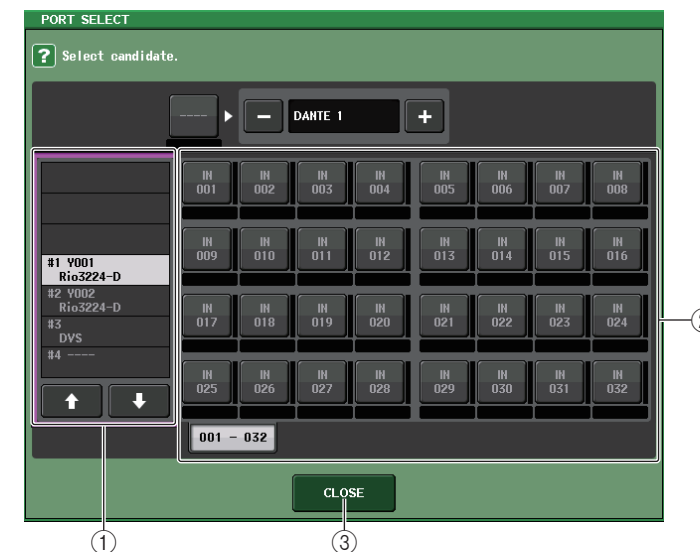 PORT SELECT
? Select candidate.
---- − DANTE 1 +
IN 001 IN 002 IN 003 IN 004 IN 005 IN 006 IN 007 IN 008
IN 009 IN 010 IN 011 IN 012 IN 013 IN 014 IN 015 IN 016
#1 Y001
Rio3224-D
#2 Y002
Rio3224-D
#3
DVS
#4 ----
IN 017 IN 018 IN 019 IN 020 IN 021 IN 022 IN 023 IN 024
IN 025 IN 026 IN 027 IN 028 IN 029 IN 030 IN 031 IN 032
001 - 032
CLOSE
① ③